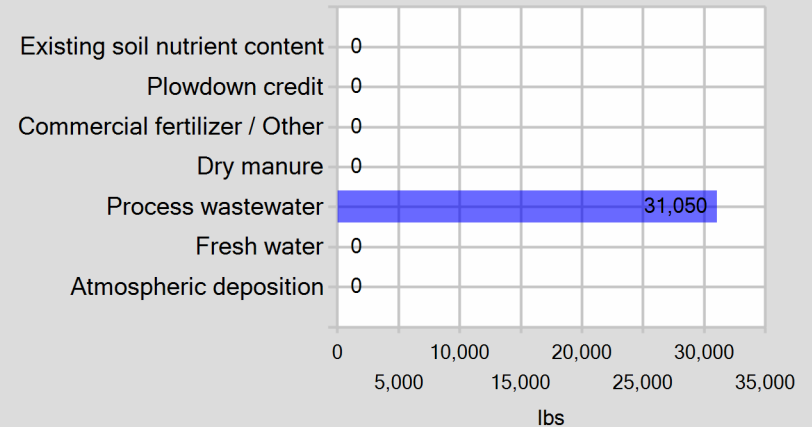 Existing soil nutrient content 0
Plowdown credit 0
Commercial fertilizer / Other 0
Dry manure 0
Process wastewater 31,050
Fresh water 0
Atmospheric deposition 0
0 10,000 20,000 30,000
5,000 15,000 25,000 35,000
lbs